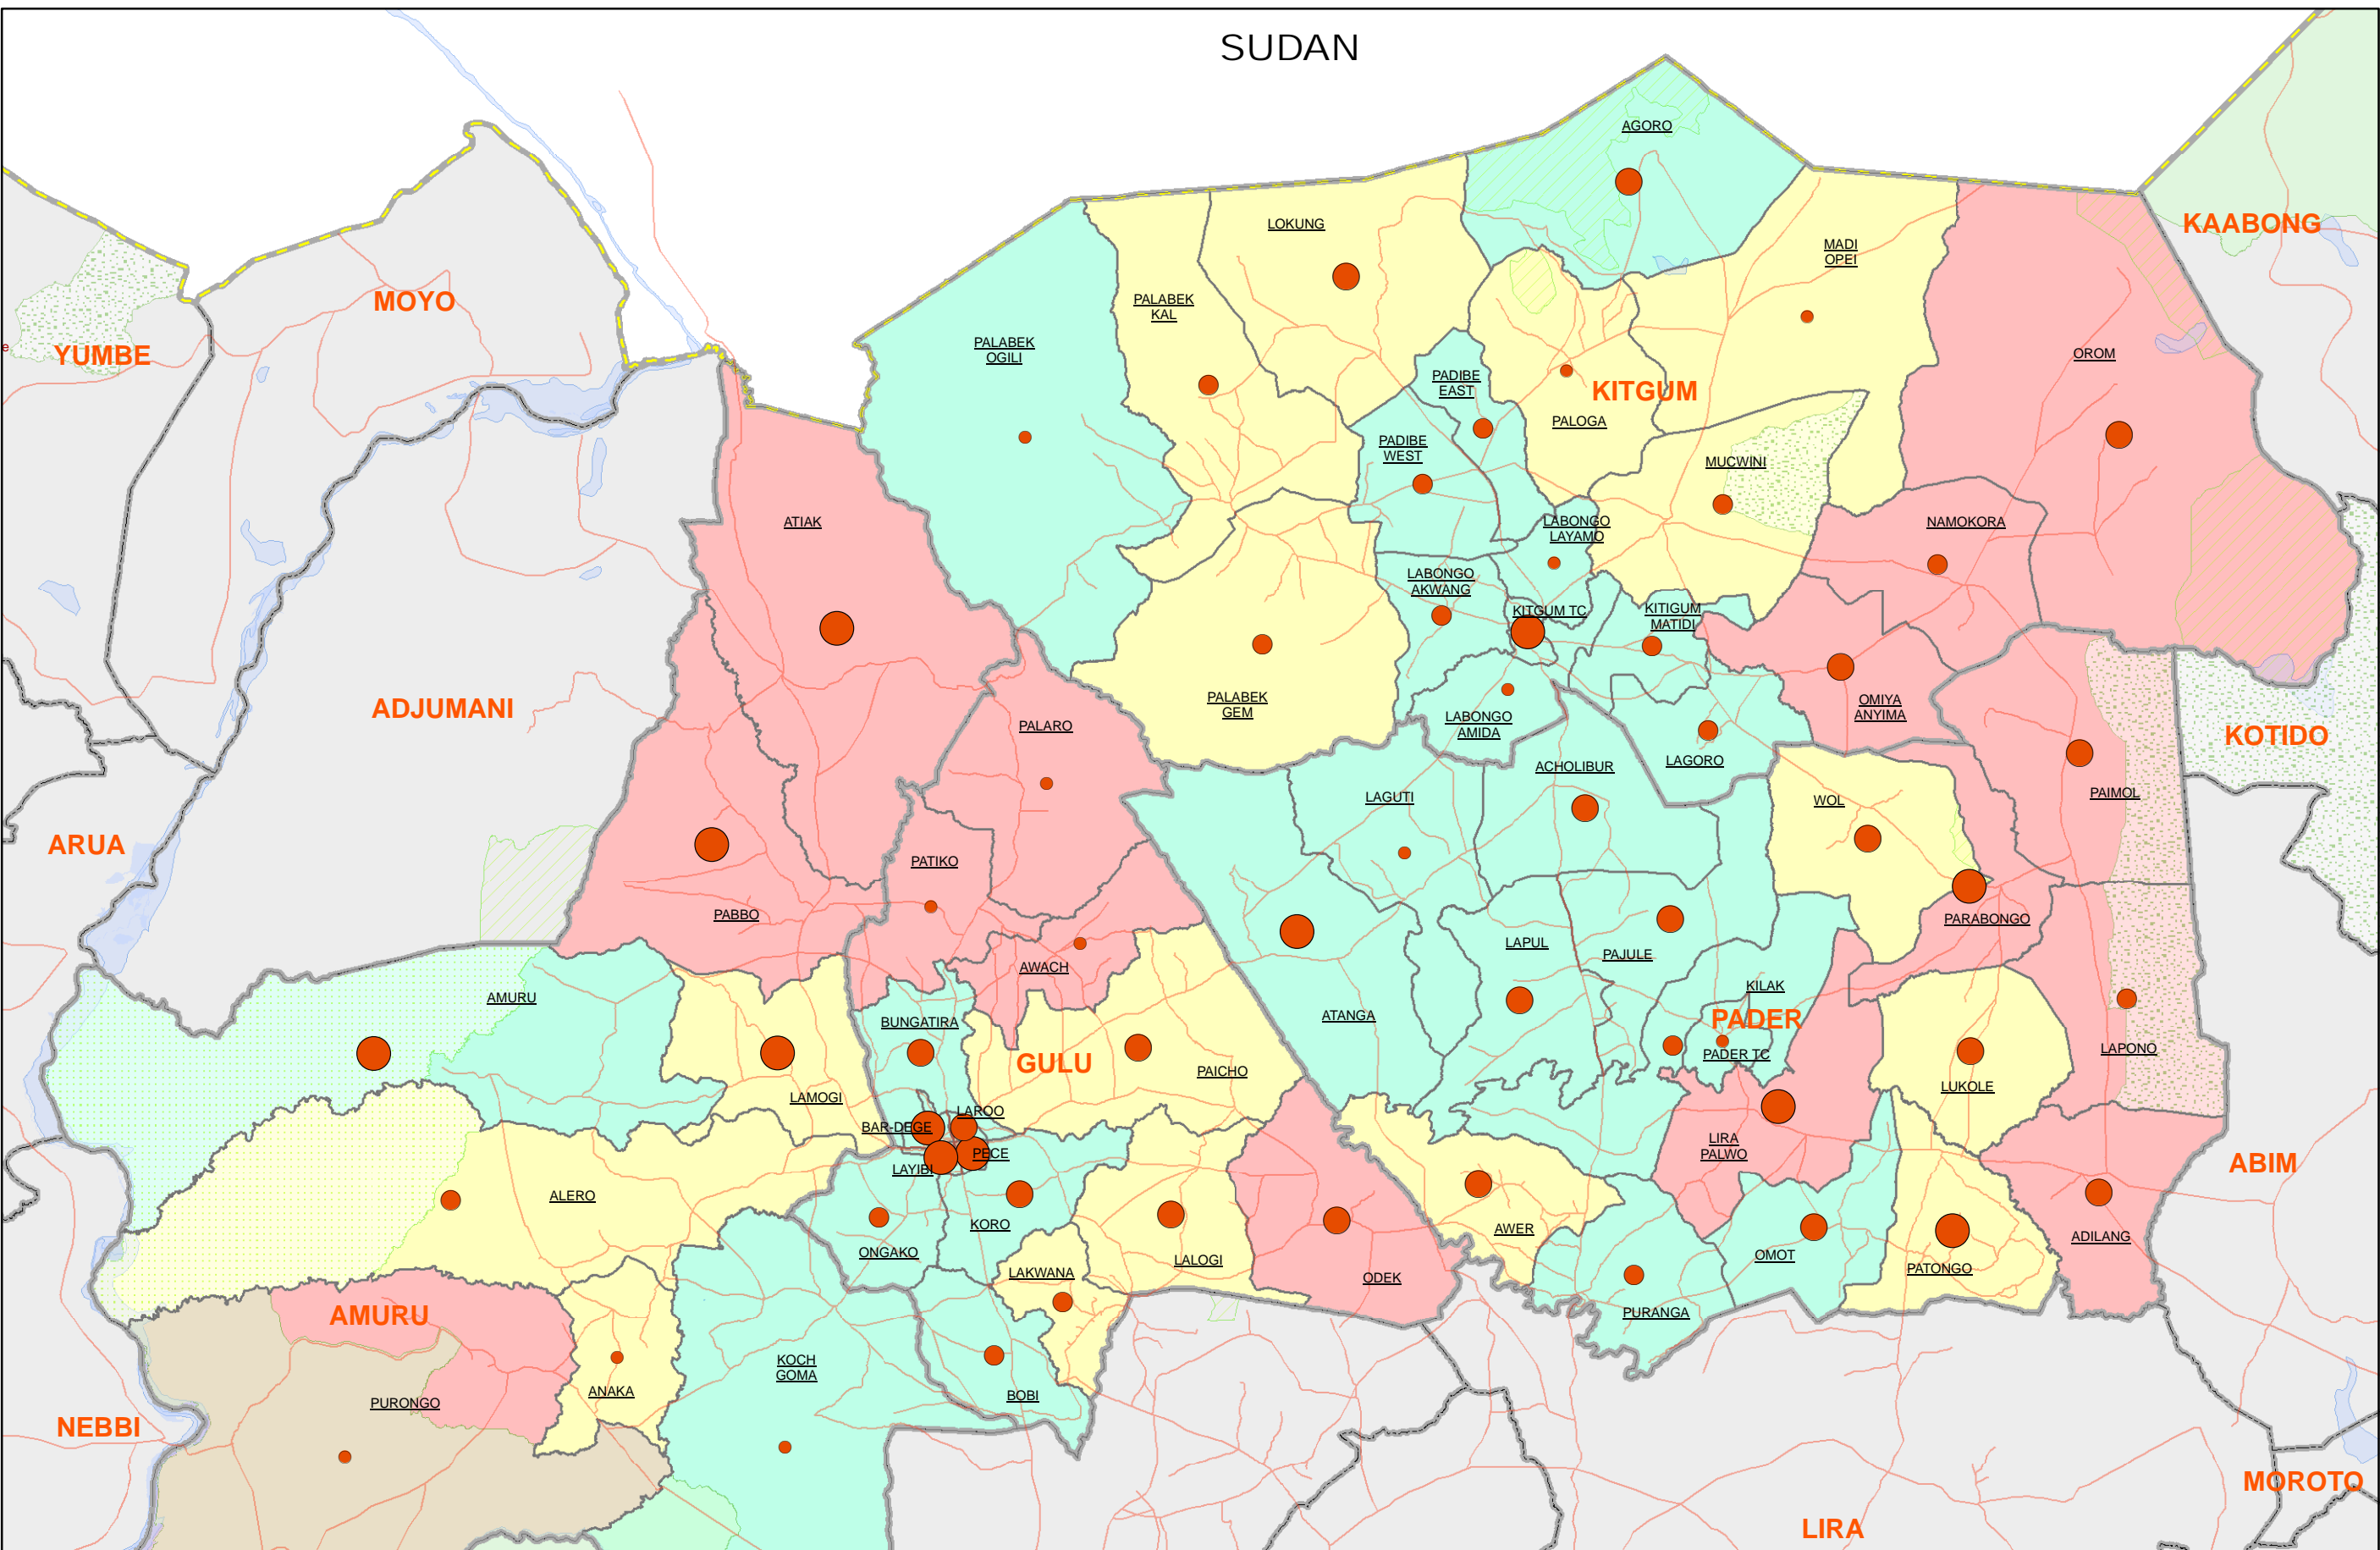 SUDAN
AGORO
KAABONG
LOKUNG
MADI
OPEI
MOYO
PALABEK
KAL
PALABEK
OGILI
YUMBE
e
OROM
PADIBE
EAST
KITGUM
PALOGA
PADIBE
WEST
MUCWINI
ATIAK
LABONGO
LAYAMO
NAMOKORA
LABONGO
AKWANG
KITGUM TC
KITIGUM
MATIDI
ADJUMANI
PALABEK
GEM
OMIYA
ANYIMA
PALARO
LABONGO
AMIDA
KOTIDO
LAGORO
ACHOLIBUR
PAIMOL
LAGUTI
WOL
ARUA
PATIKO
PABBO
PARABONGO
LAPUL
PAJULE
AWACH
KILAK
AMURU
ATANGA
BUNGATIRA
PADER
PADER TC
LAPONO
GULU
PAICHO
LUKOLE
LAMOGI
LAROO
BAR-DEGE
PECE
LAYIBI
LIRA
PALWO
ABIM
ALERO
KORO
AWER
ADILANG
ONGAKO
LALOGI
OMOT
PATONGO
LAKWANA
ODEK
AMURU
PURANGA
KOCH
GOMA
ANAKA
BOBI
PURONGO
NEBBI
MOROTO
LIRA